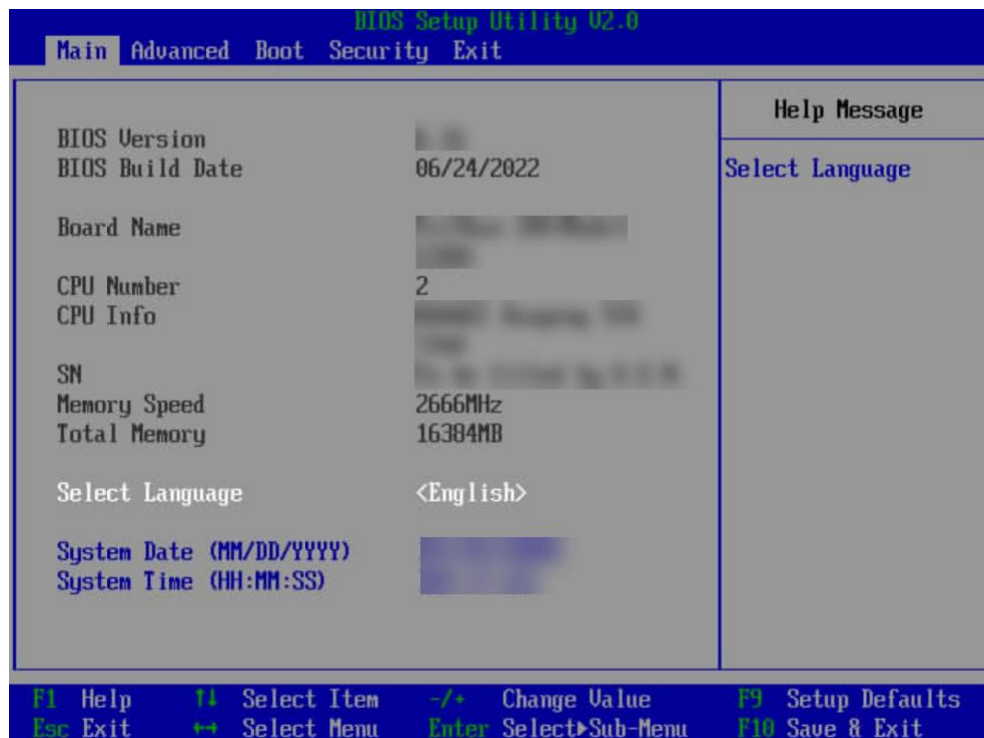 BIOS Setup Utility V2.0
Main Advanced Boot Security Exit
Help Message
Select Language
BIOS Version
BIOS Build Date 06/24/2022
Board Name
CPU Number 2
CPU Info
SN
Memory Speed 2666MHz
Total Memory 16384MB
Select Language <English>
System Date (MM/DD/YYYY)
System Time (HH:MM:SS)
F1 Help ↑↓ Select Item -/+ Change Value F9 Setup Defaults
Esc Exit ←→ Select Menu Enter Select▶Sub-Menu F10 Save & Exit